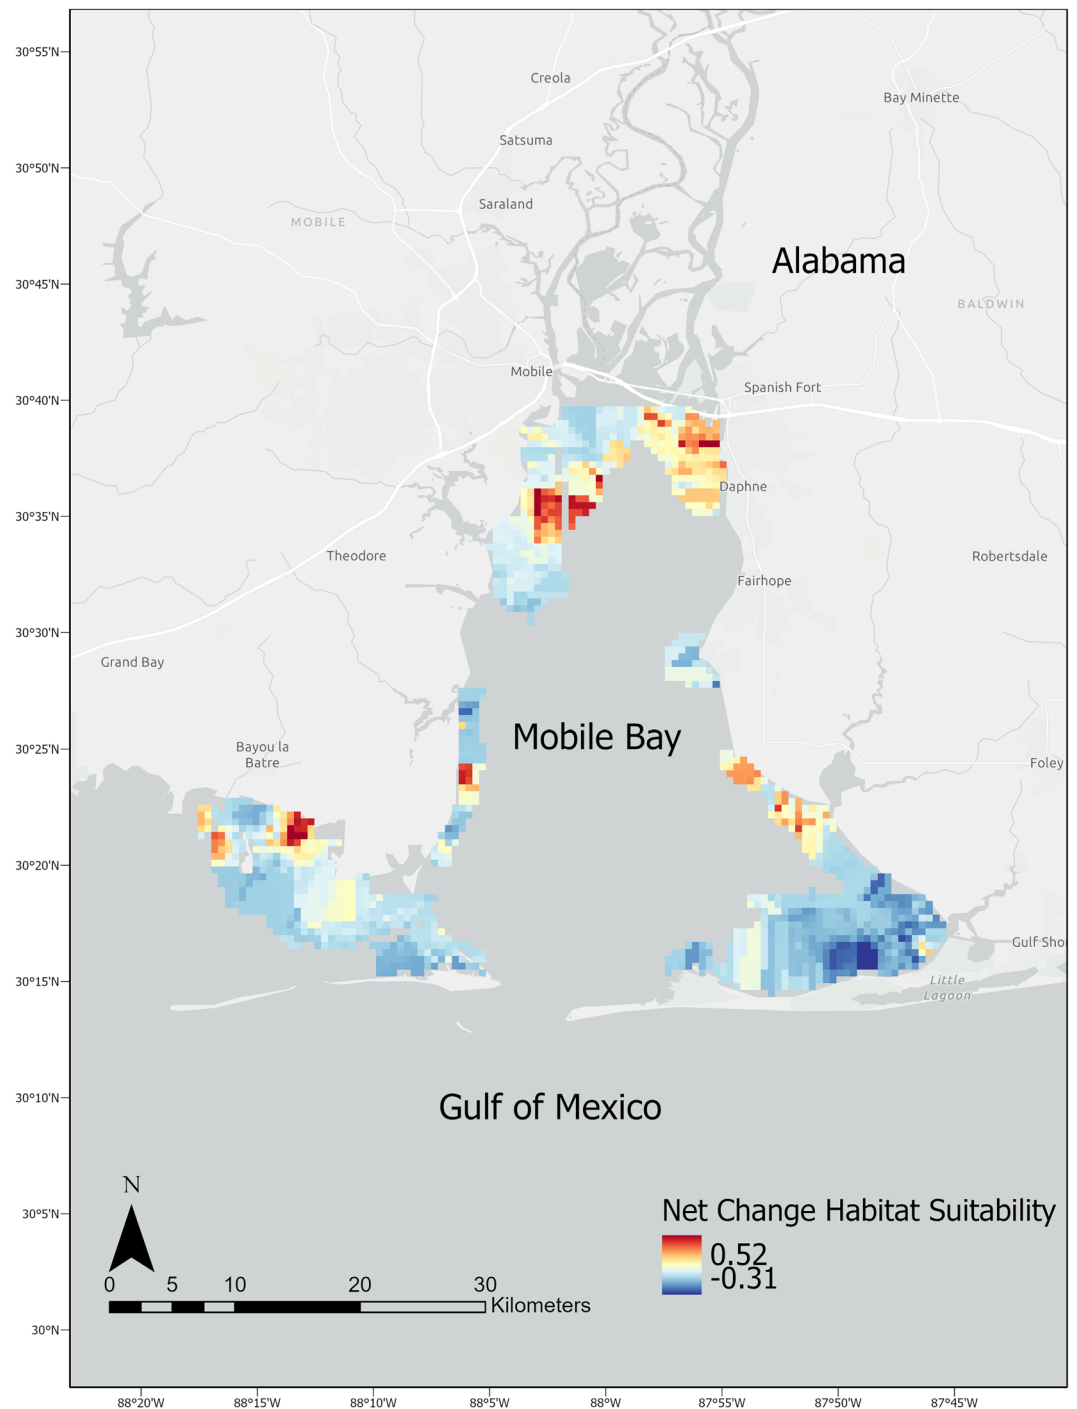 30°55'N
Creola
Bay Minette
Satsuma
30°50'N
Saraland
MOBILE
Alabama
30°45'N
BALDWIN
Mobile
Spanish Fort
30°40'N
Daphne
30°35'N
Theodore
Robertsdale
Fairhope
30°30'N
Grand Bay
Mobile Bay
30°25'N
Bayou la
Batre
Foley
30°20'N
Gulf Sho
30°15'N
Little
Lagoon
30°10'N
Gulf of Mexico
N
30°5'N
Net Change Habitat Suitability
0.52
-0.31
0 5 10 20 30
Kilometers
30°N
88°20'W 88°15'W 88°10'W 88°5'W 88°W 87°55'W 87°50'W 87°45'W